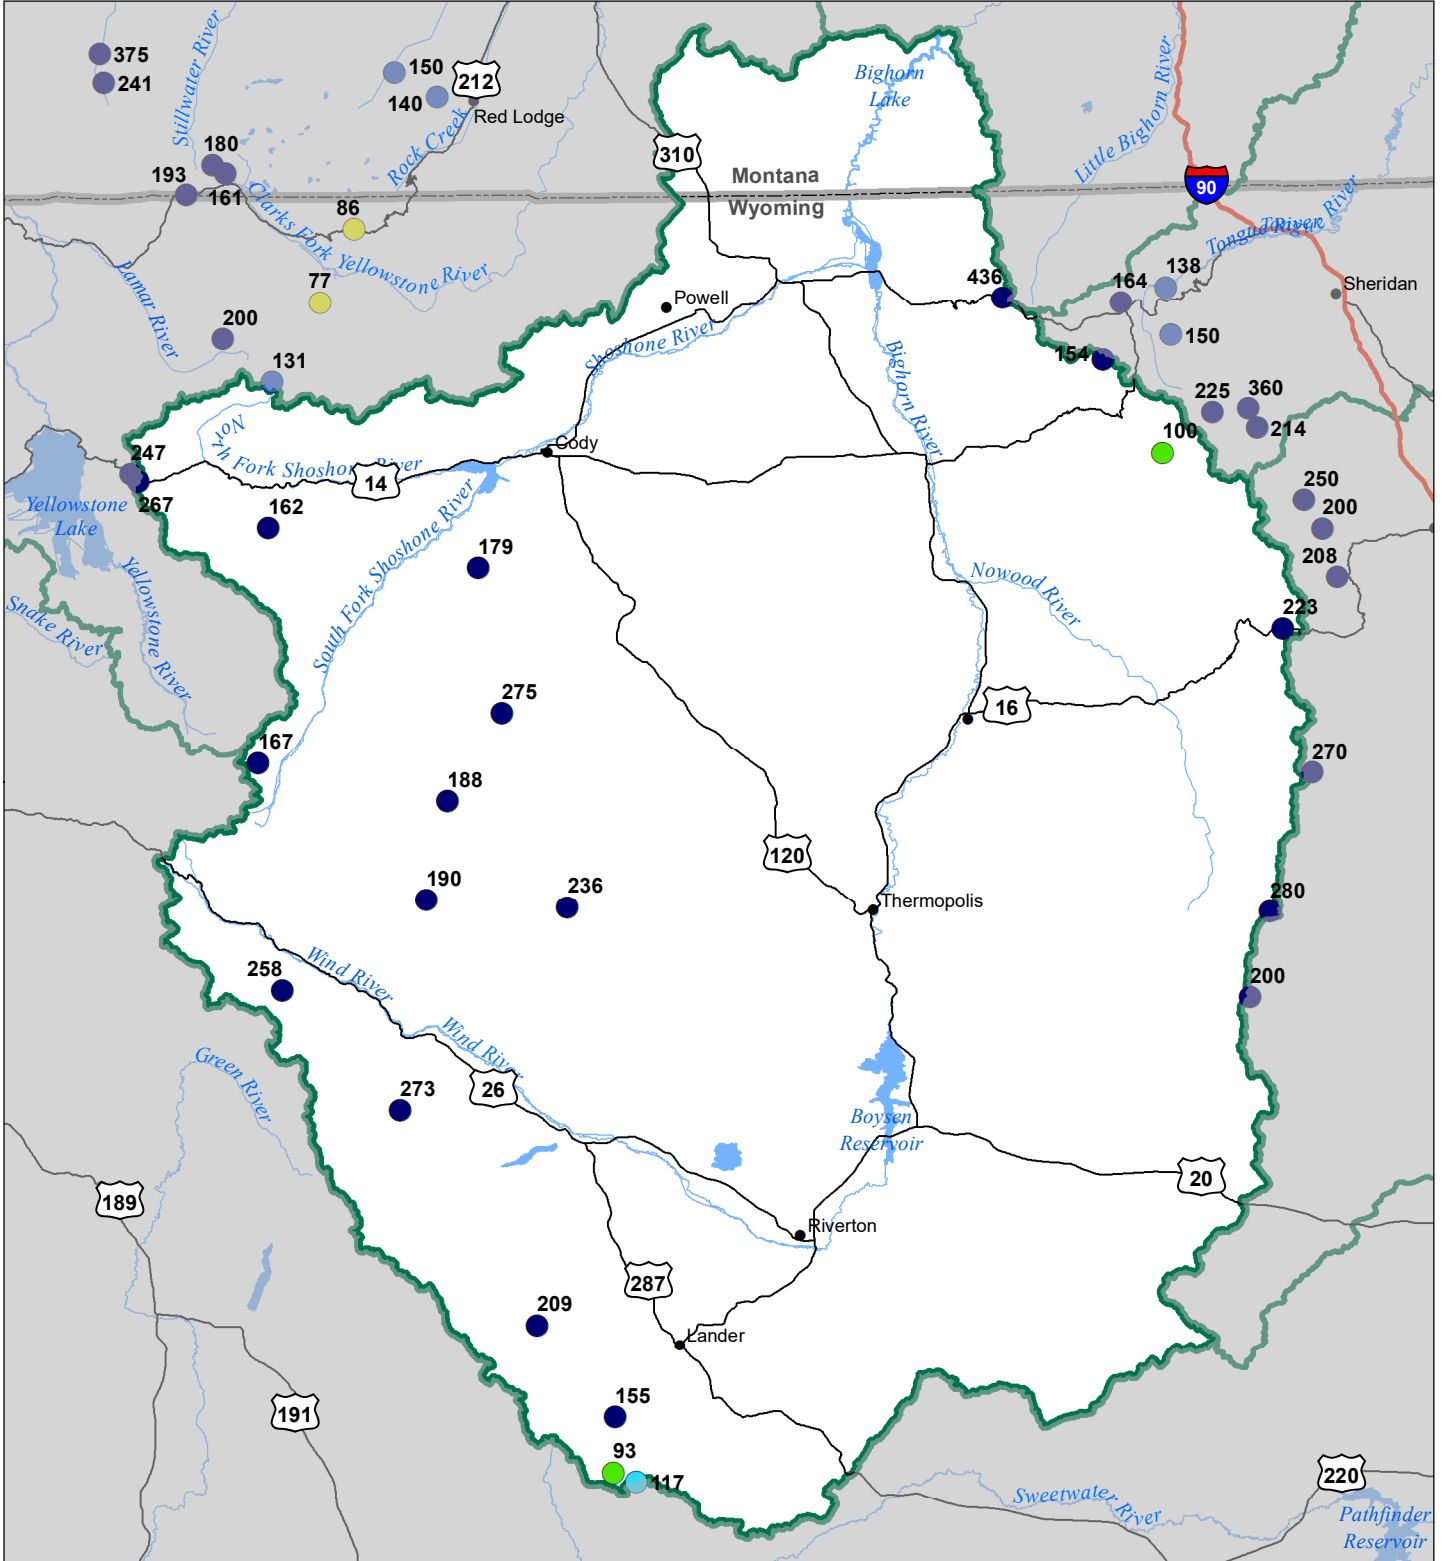 375
241
Stillwater River
150
140
212
Red Lodge
Rock Creek
180
193
161
Clarks Fork Yellowstone River
86
77
Lamar River
200
131
310
Montana
Wyoming
Bighorn
Lake
Little Bighorn River
90
Tongue River
Sheridan
436
164
138
150
154
225
360
214
100
250
200
208
223
Powell
Shoshone River
Bighorn River
Cody
North Fork Shoshone River
14
247
267
Yellowstone
Lake
162
179
South Fork Shoshone River
Yellowstone River
Snake River
Nowood River
275
16
167
188
270
120
190
236
Thermopolis
280
258
Wind River
200
Wind River
Green River
273
26
Boysen
Reservoir
20
189
Riverton
287
209
Lander
191
155
93
117
220
Sweetwater River
Pathfinder
Reservoir